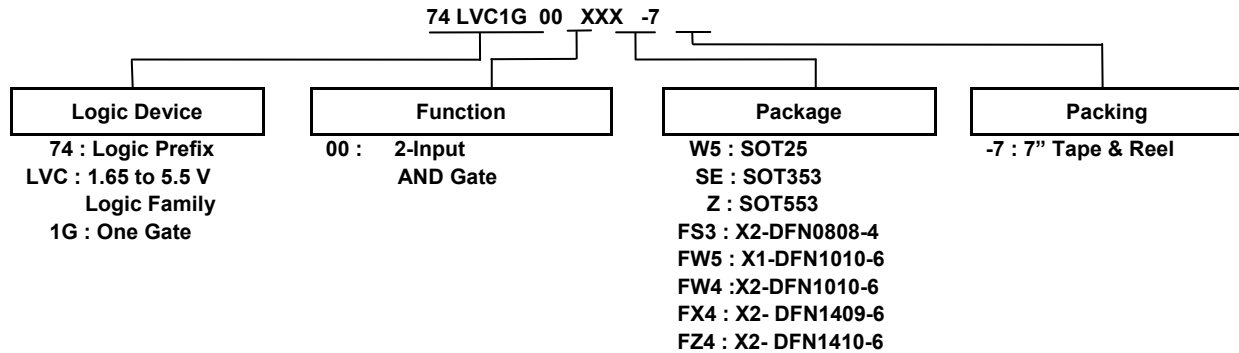 74 LVC1G 00 XXX -7
Logic Device
74 : Logic Prefix
LVC : 1.65 to 5.5 V
Logic Family
1G : One Gate
Function
00 : 2-Input
AND Gate
Package
W5 : SOT25
SE : SOT353
Z : SOT553
FS3 : X2-DFN0808-4
FW5 : X1-DFN1010-6
FW4 :X2-DFN1010-6
FX4 : X2- DFN1409-6
FZ4 : X2- DFN1410-6
Packing
-7 : 7” Tape & Reel